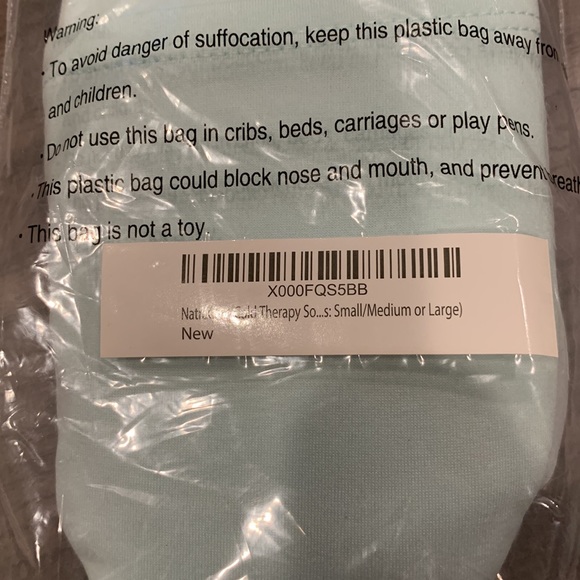 Warning:
• To avoid danger of suffocation, keep this plastic bag away from
and children.
• Do not use this bag in cribs, beds, carriages or play pens.
• This plastic bag could block nose and mouth, and prevent breath
• This bag is not a toy.
X000FQS5BB
Cold Therapy So...s: Small/Medium or Large)
New